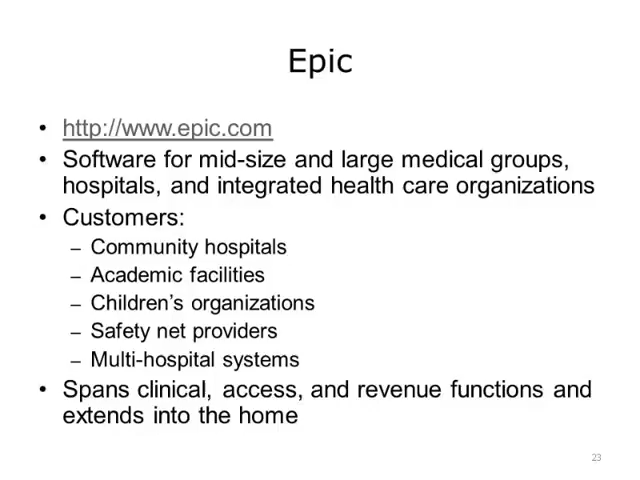 Epic
• http://www.epic.com
• Software for mid-size and large medical groups,
hospitals, and integrated health care organizations
• Customers:
– Community hospitals
– Academic facilities
– Children’s organizations
– Safety net providers
– Multi-hospital systems
• Spans clinical, access, and revenue functions and
extends into the home
23